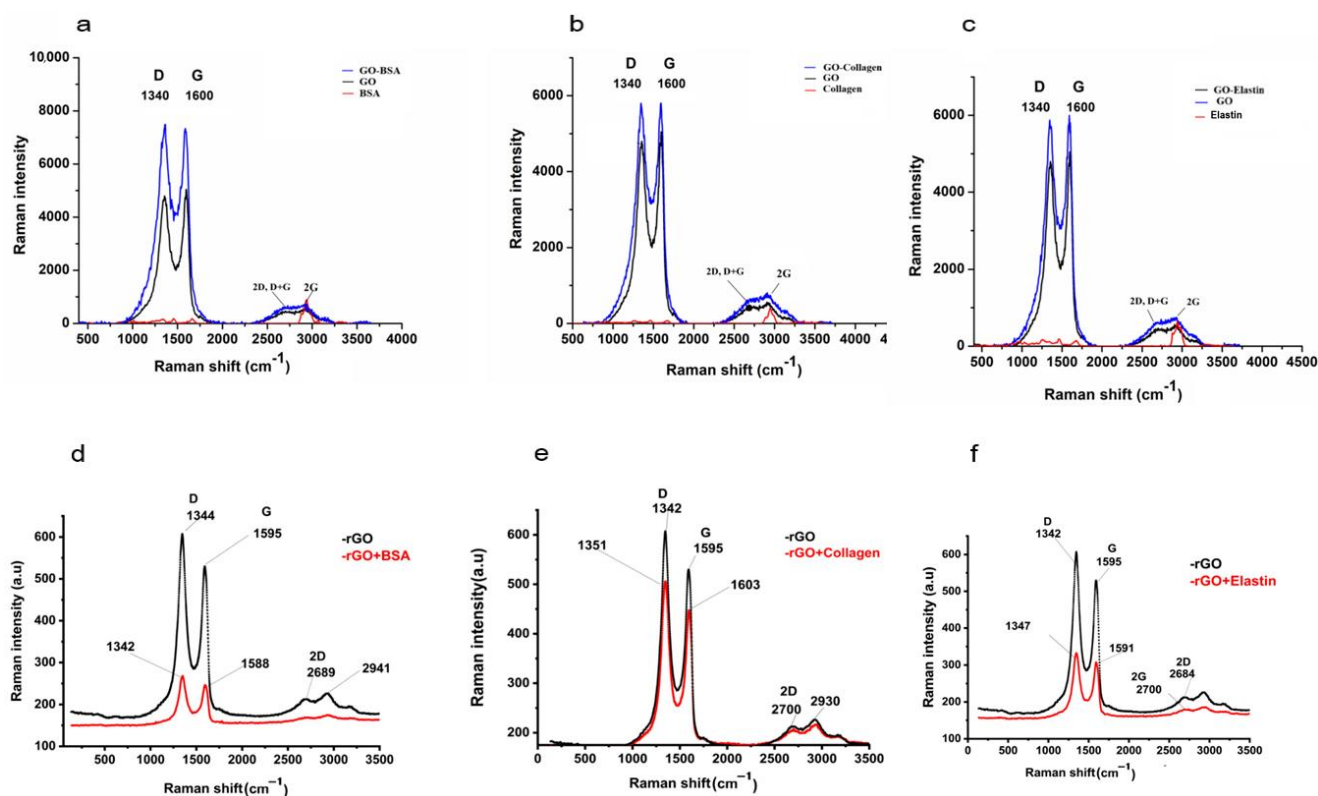 a
10,000
8000
6000
4000
2000
0
Raman intensity
D
1340
G
1600
GO-BSA
GO
BSA
2D, D+G
2G
500 1000 1500 2000 2500 3000 3500 4000
Raman shift (cm-1)
b
6000
4000
2000
0
Raman intensity
D
1340
G
1600
GO-Collagen
GO
Collagen
2D, D+G
2G
500 1000 1500 2000 2500 3000 3500 4000
Raman shift (cm-1)
c
6000
5000
4000
3000
2000
1000
0
Raman intensity
D
1340
G
1600
GO-Elastin
GO
Elastin
2D, D+G
2G
500 1000 1500 2000 2500 3000 3500 4000 4500
Raman shift (cm-1)
d
600
500
400
300
200
100
Raman intensity (a.u)
D
1344
G
1595
-rGO
-rGO+BSA
1342
1588
2D
2689
2941
500 1000 1500 2000 2500 3000 3500
Raman shift(cm−1)
e
600
500
400
300
200
Raman intensity(a.u)
D
1342
G
1595
-rGO
-rGO+Collagen
1351
1603
2D
2700
2930
0 500 1000 1500 2000 2500 3000 3500
Raman shift(cm−1)
f
600
500
400
300
200
100
Raman intensity (a.u)
D
1342
G
1595
-rGO
-rGO+Elastin
1347
1591
2D
2684
2G
2700
0 500 1000 1500 2000 2500 3000 3500
Raman shift(cm−1)